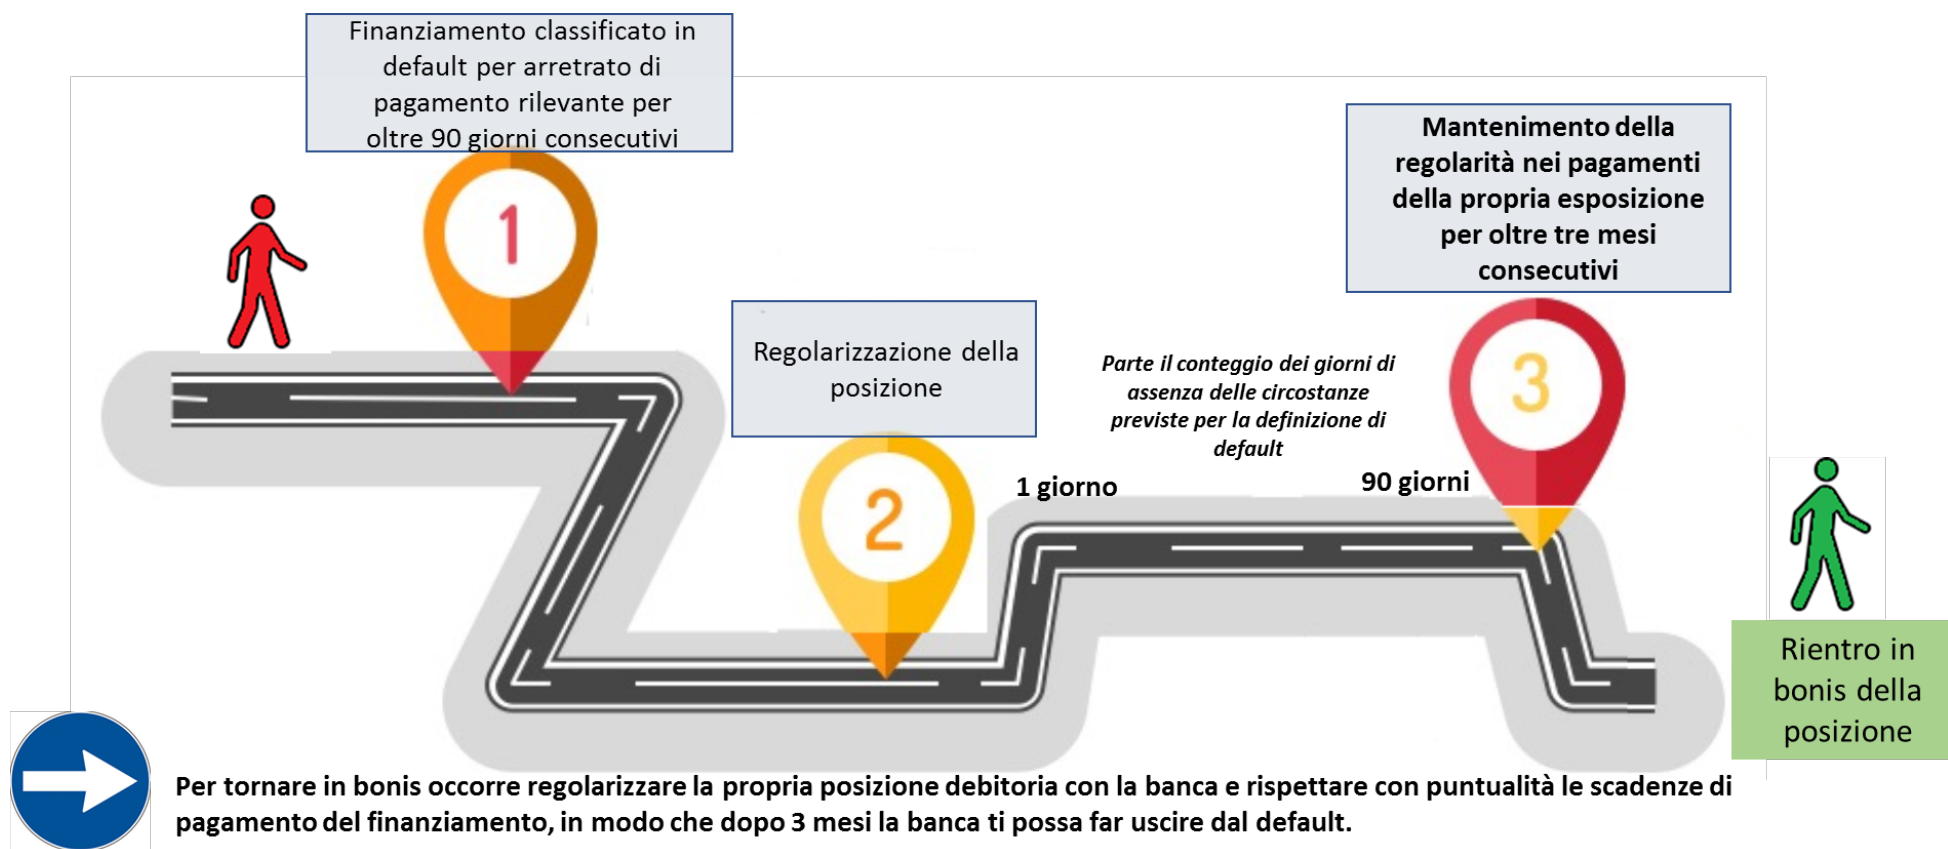 Finanziamento classificato in
default per arretrato di
pagamento rilevante per
oltre 90 giorni consecutivi
1
Mantenimento della
regolarità nei pagamenti
della propria esposizione
per oltre tre mesi
consecutivi
Regolarizzazione della
posizione
2
Parte il conteggio dei giorni di
assenza delle circostanze
previste per la definizione di
default
1 giorno
90 giorni
3
Rientro in
bonis della
posizione
Per tornare in bonis occorre regolarizzare la propria posizione debitoria con la banca e rispettare con puntualità le scadenze di
pagamento del finanziamento, in modo che dopo 3 mesi la banca ti possa far uscire dal default.